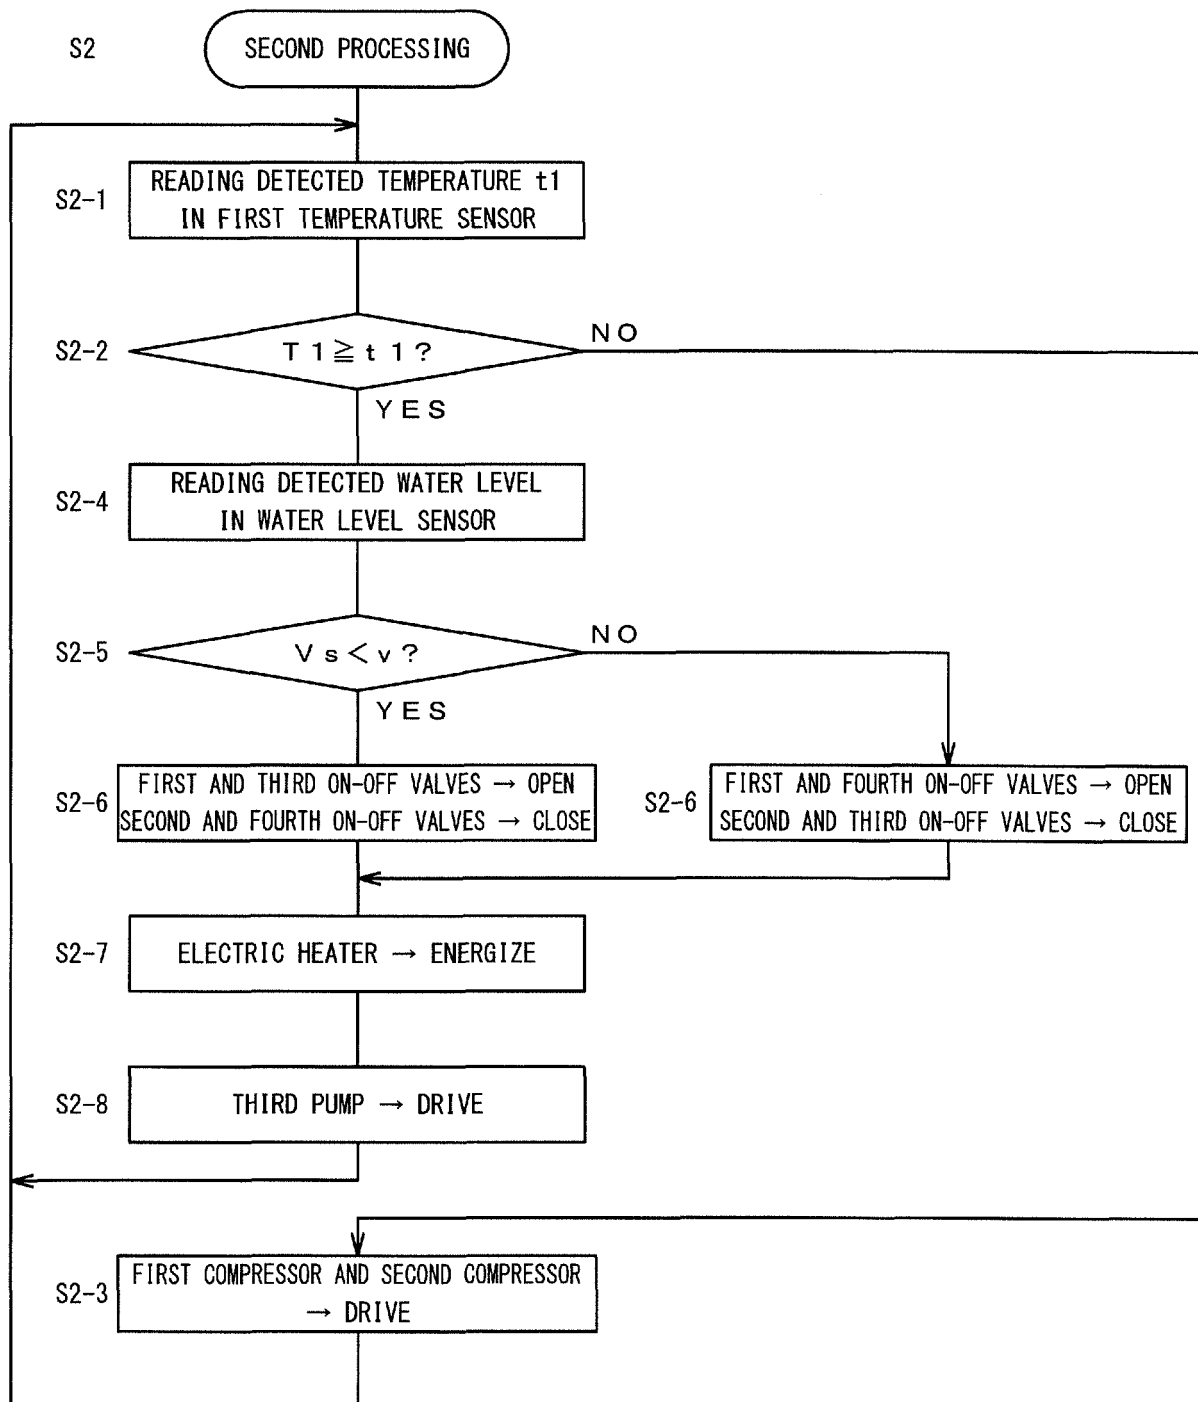 S2
SECOND PROCESSING
S2-1
READING DETECTED TEMPERATURE t1
IN FIRST TEMPERATURE SENSOR
S2-2
T1≧t1?
NO
YES
S2-4
READING DETECTED WATER LEVEL
IN WATER LEVEL SENSOR
S2-5
Vs<v?
NO
YES
S2-6
FIRST AND THIRD ON-OFF VALVES → OPEN
SECOND AND FOURTH ON-OFF VALVES → CLOSE
S2-6
FIRST AND FOURTH ON-OFF VALVES → OPEN
SECOND AND THIRD ON-OFF VALVES → CLOSE
S2-7
ELECTRIC HEATER → ENERGIZE
S2-8
THIRD PUMP → DRIVE
S2-3
FIRST COMPRESSOR AND SECOND COMPRESSOR
→ DRIVE